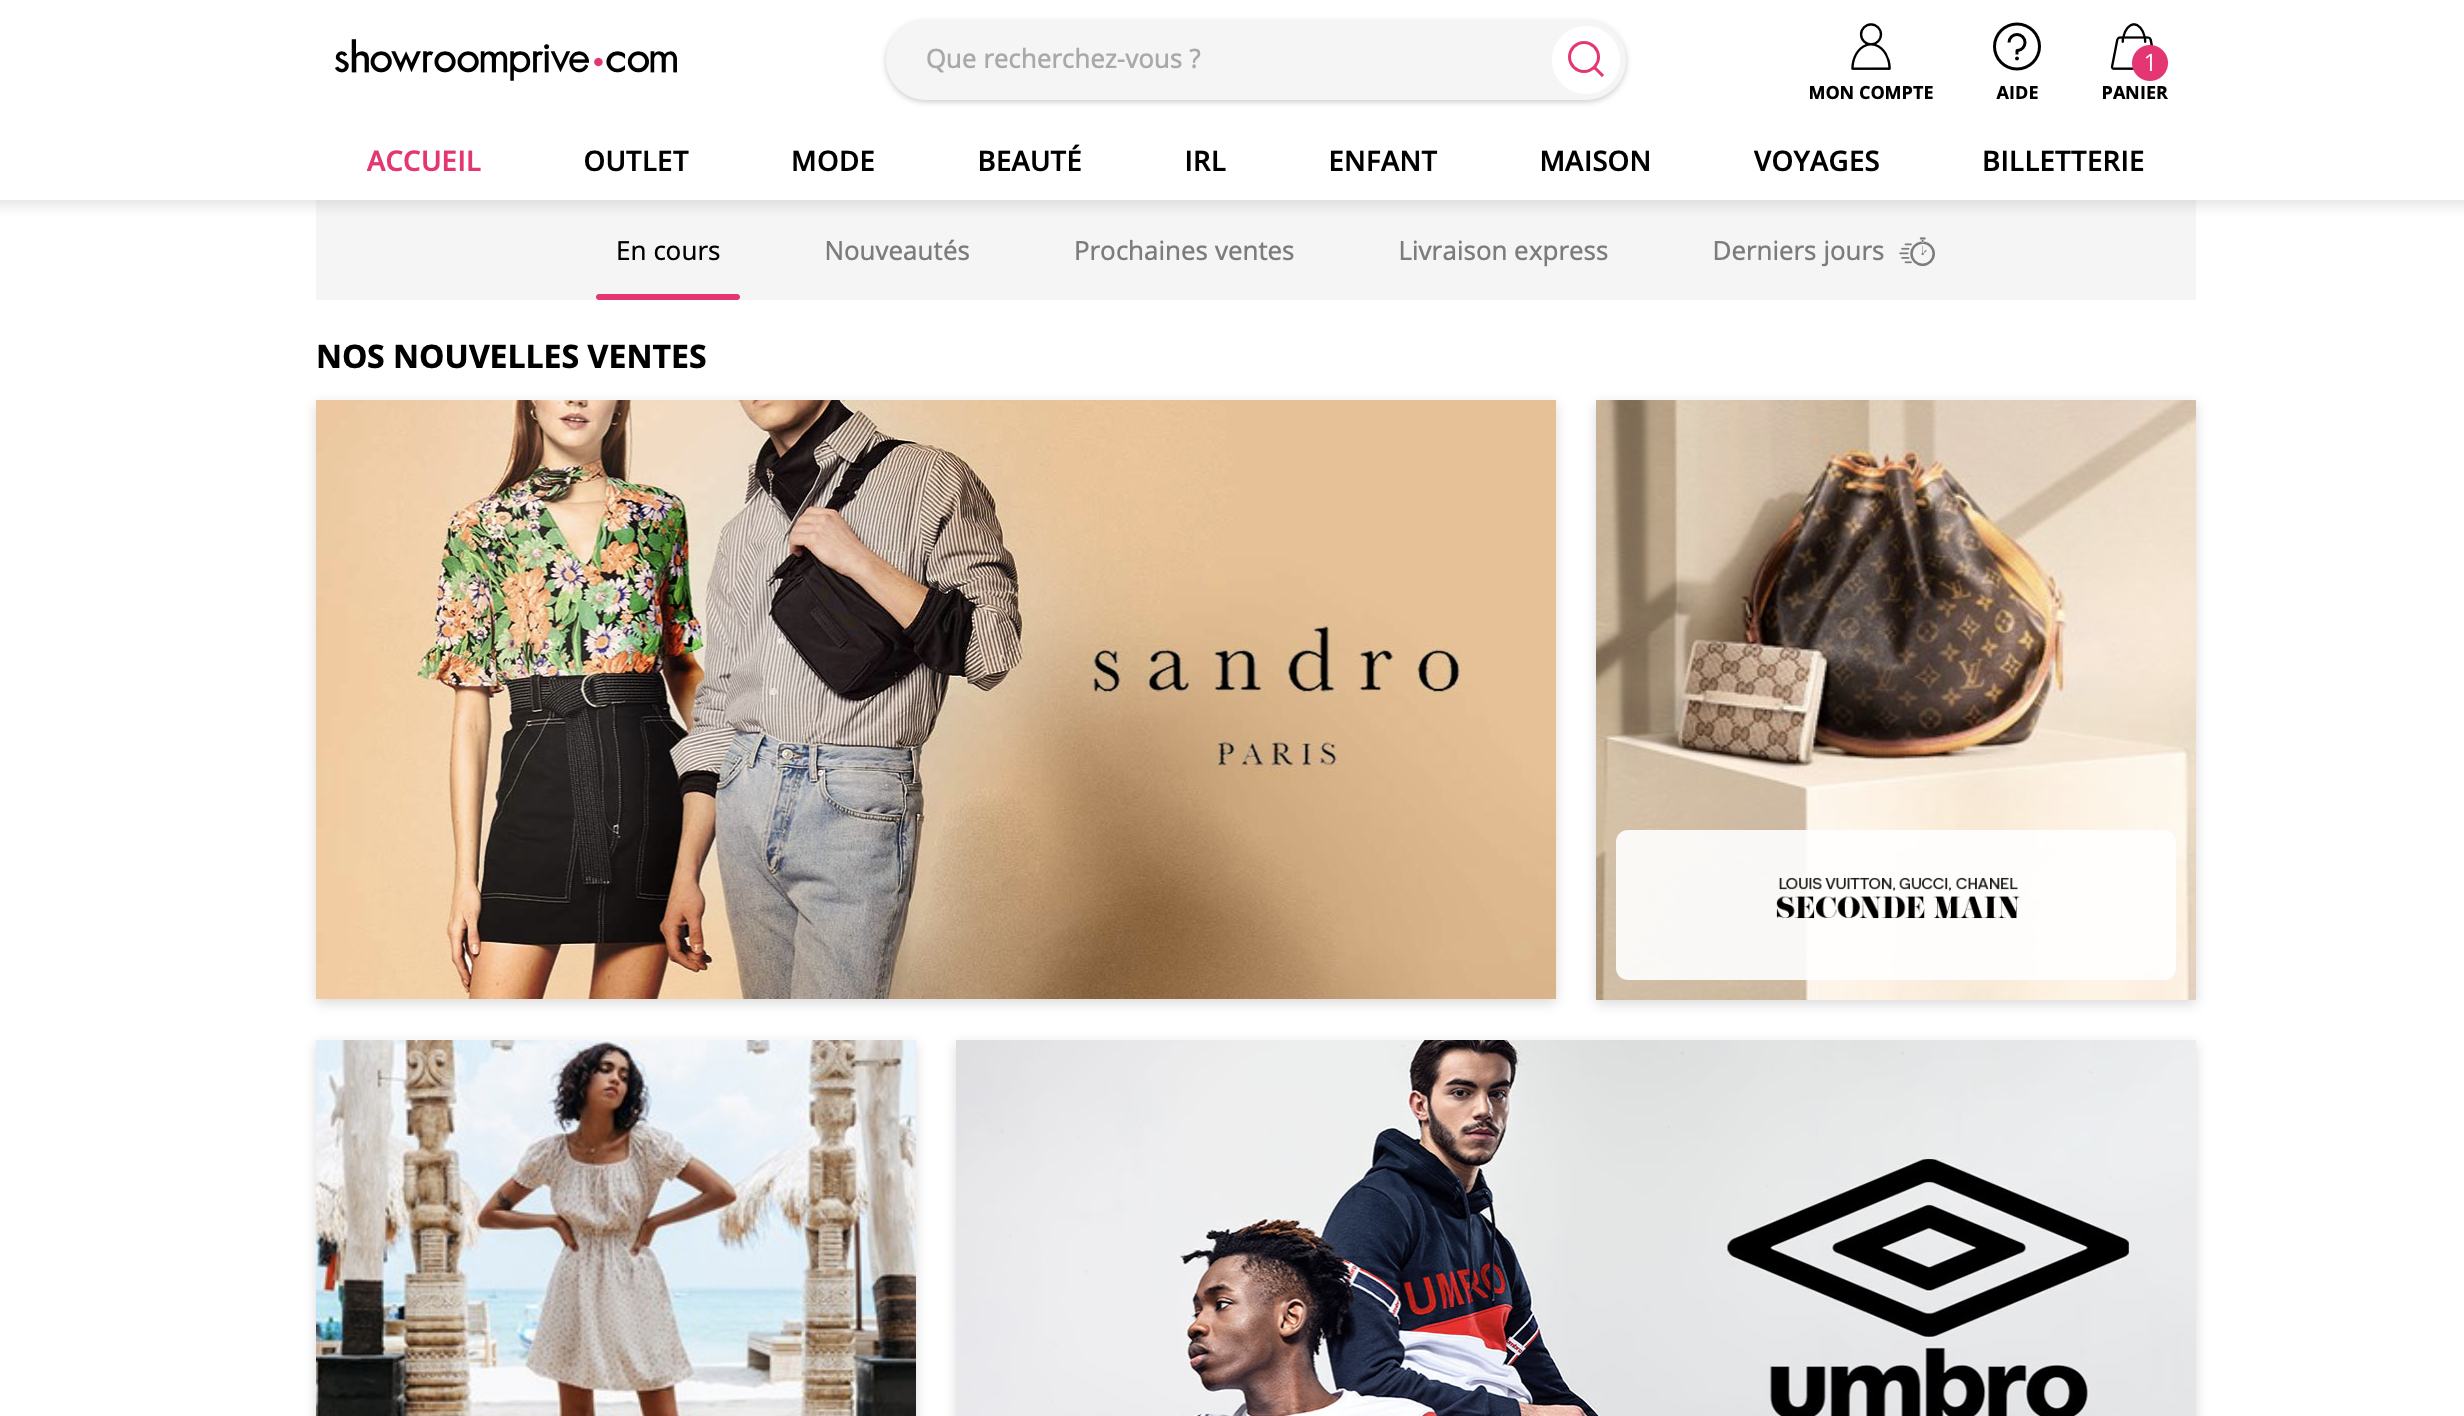 showroomprive.com
Que recherchez-vous ?
MON COMPTE
AIDE
1
PANIER
ACCUEIL
OUTLET
MODE
BEAUTÉ
IRL
ENFANT
MAISON
VOYAGES
BILLETTERIE
En cours
Nouveautés
Prochaines ventes
Livraison express
Derniers jours
NOS NOUVELLES VENTES
sandro
PARIS
LOUIS VUITTON, GUCCI, CHANEL
SECONDE MAIN
UMBRO
umbro